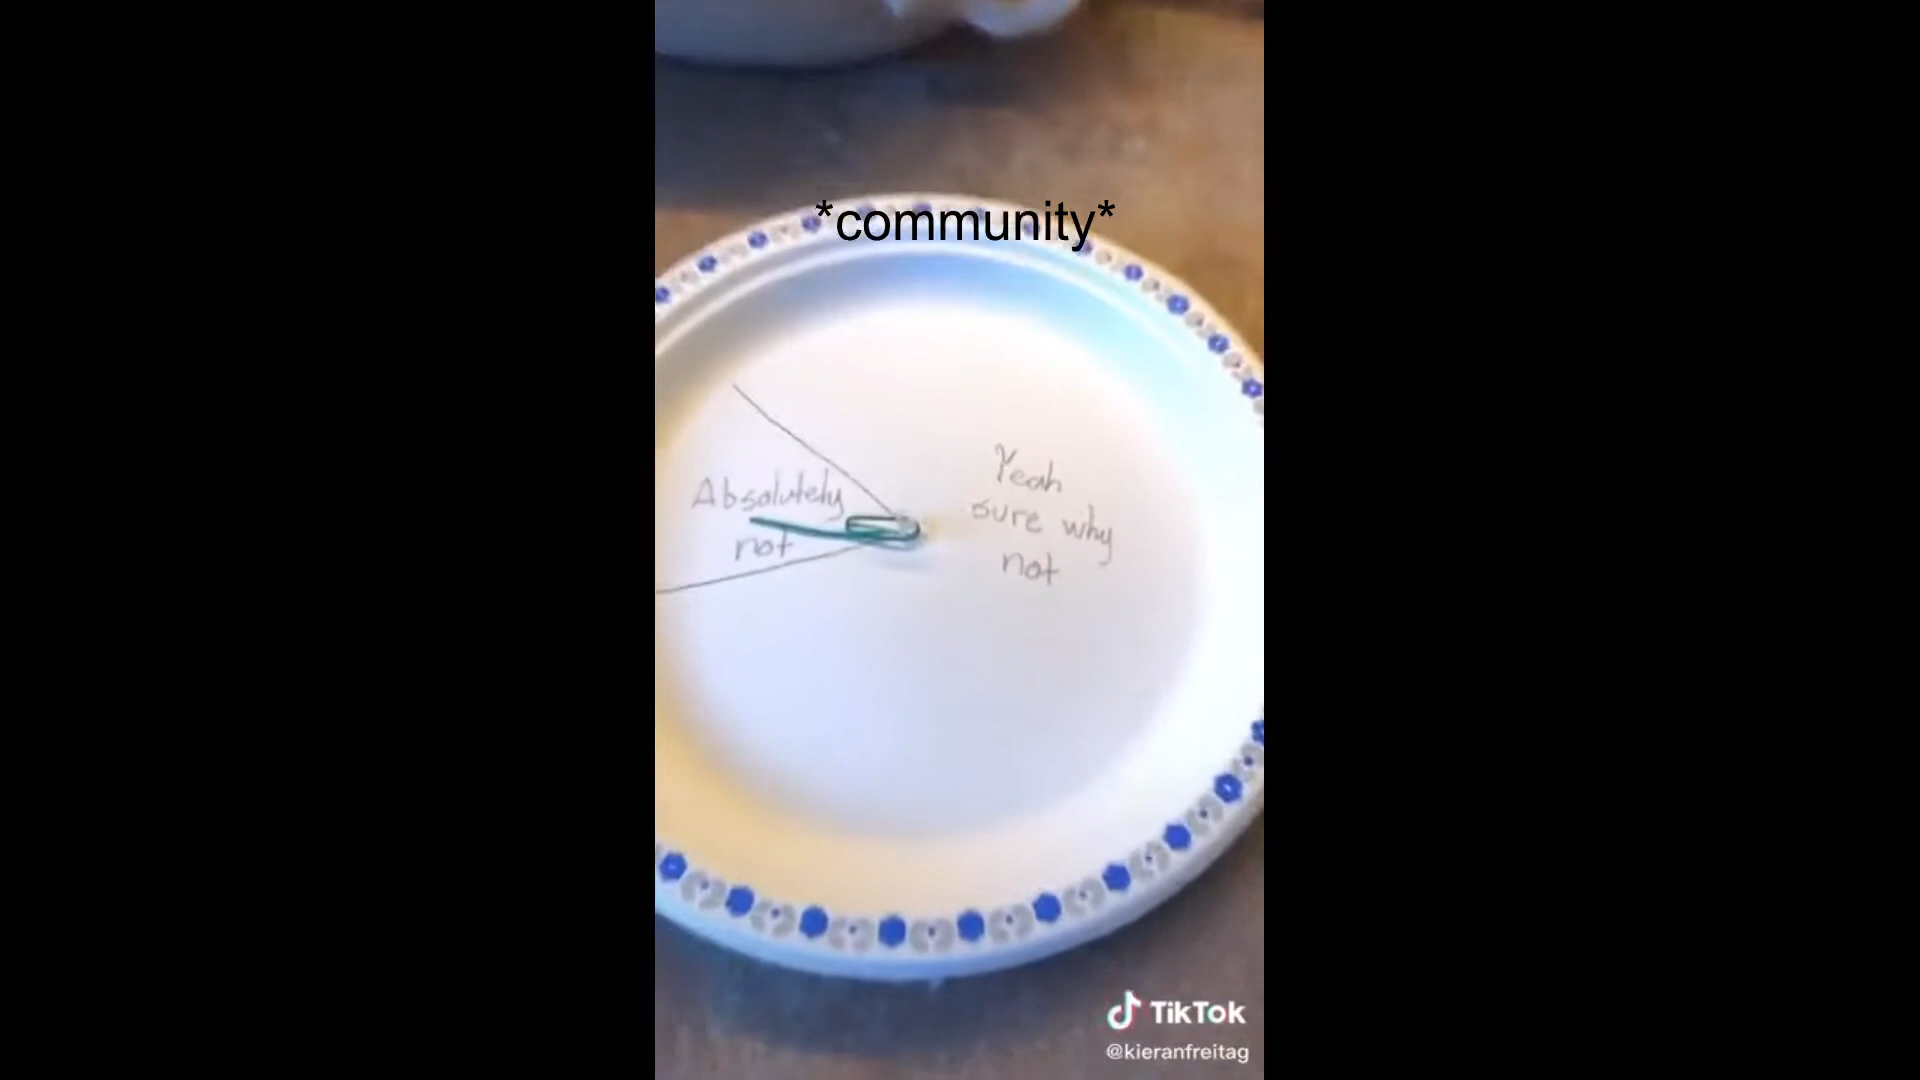 *community*
Absolutely
not
Yeah
sure why
not
TikTok
@kieranfreitag